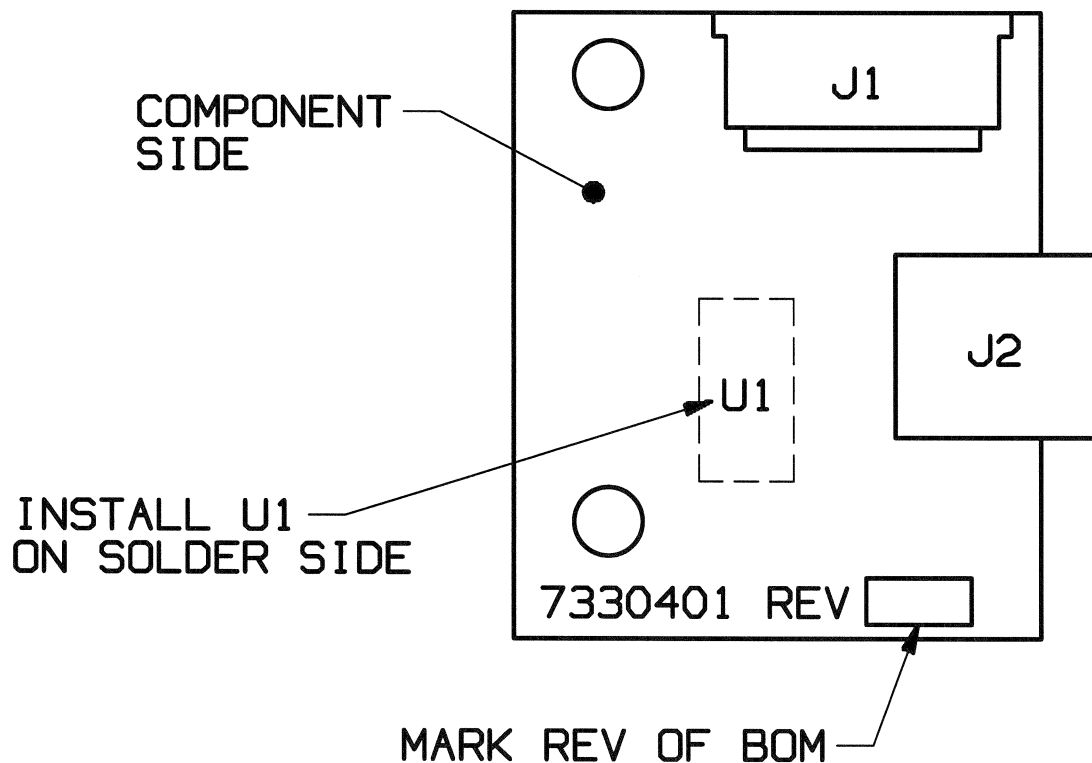 J1
COMPONENT
SIDE
J2
U1
INSTALL U1
ON SOLDER SIDE
7330401 REV
MARK REV OF BOM